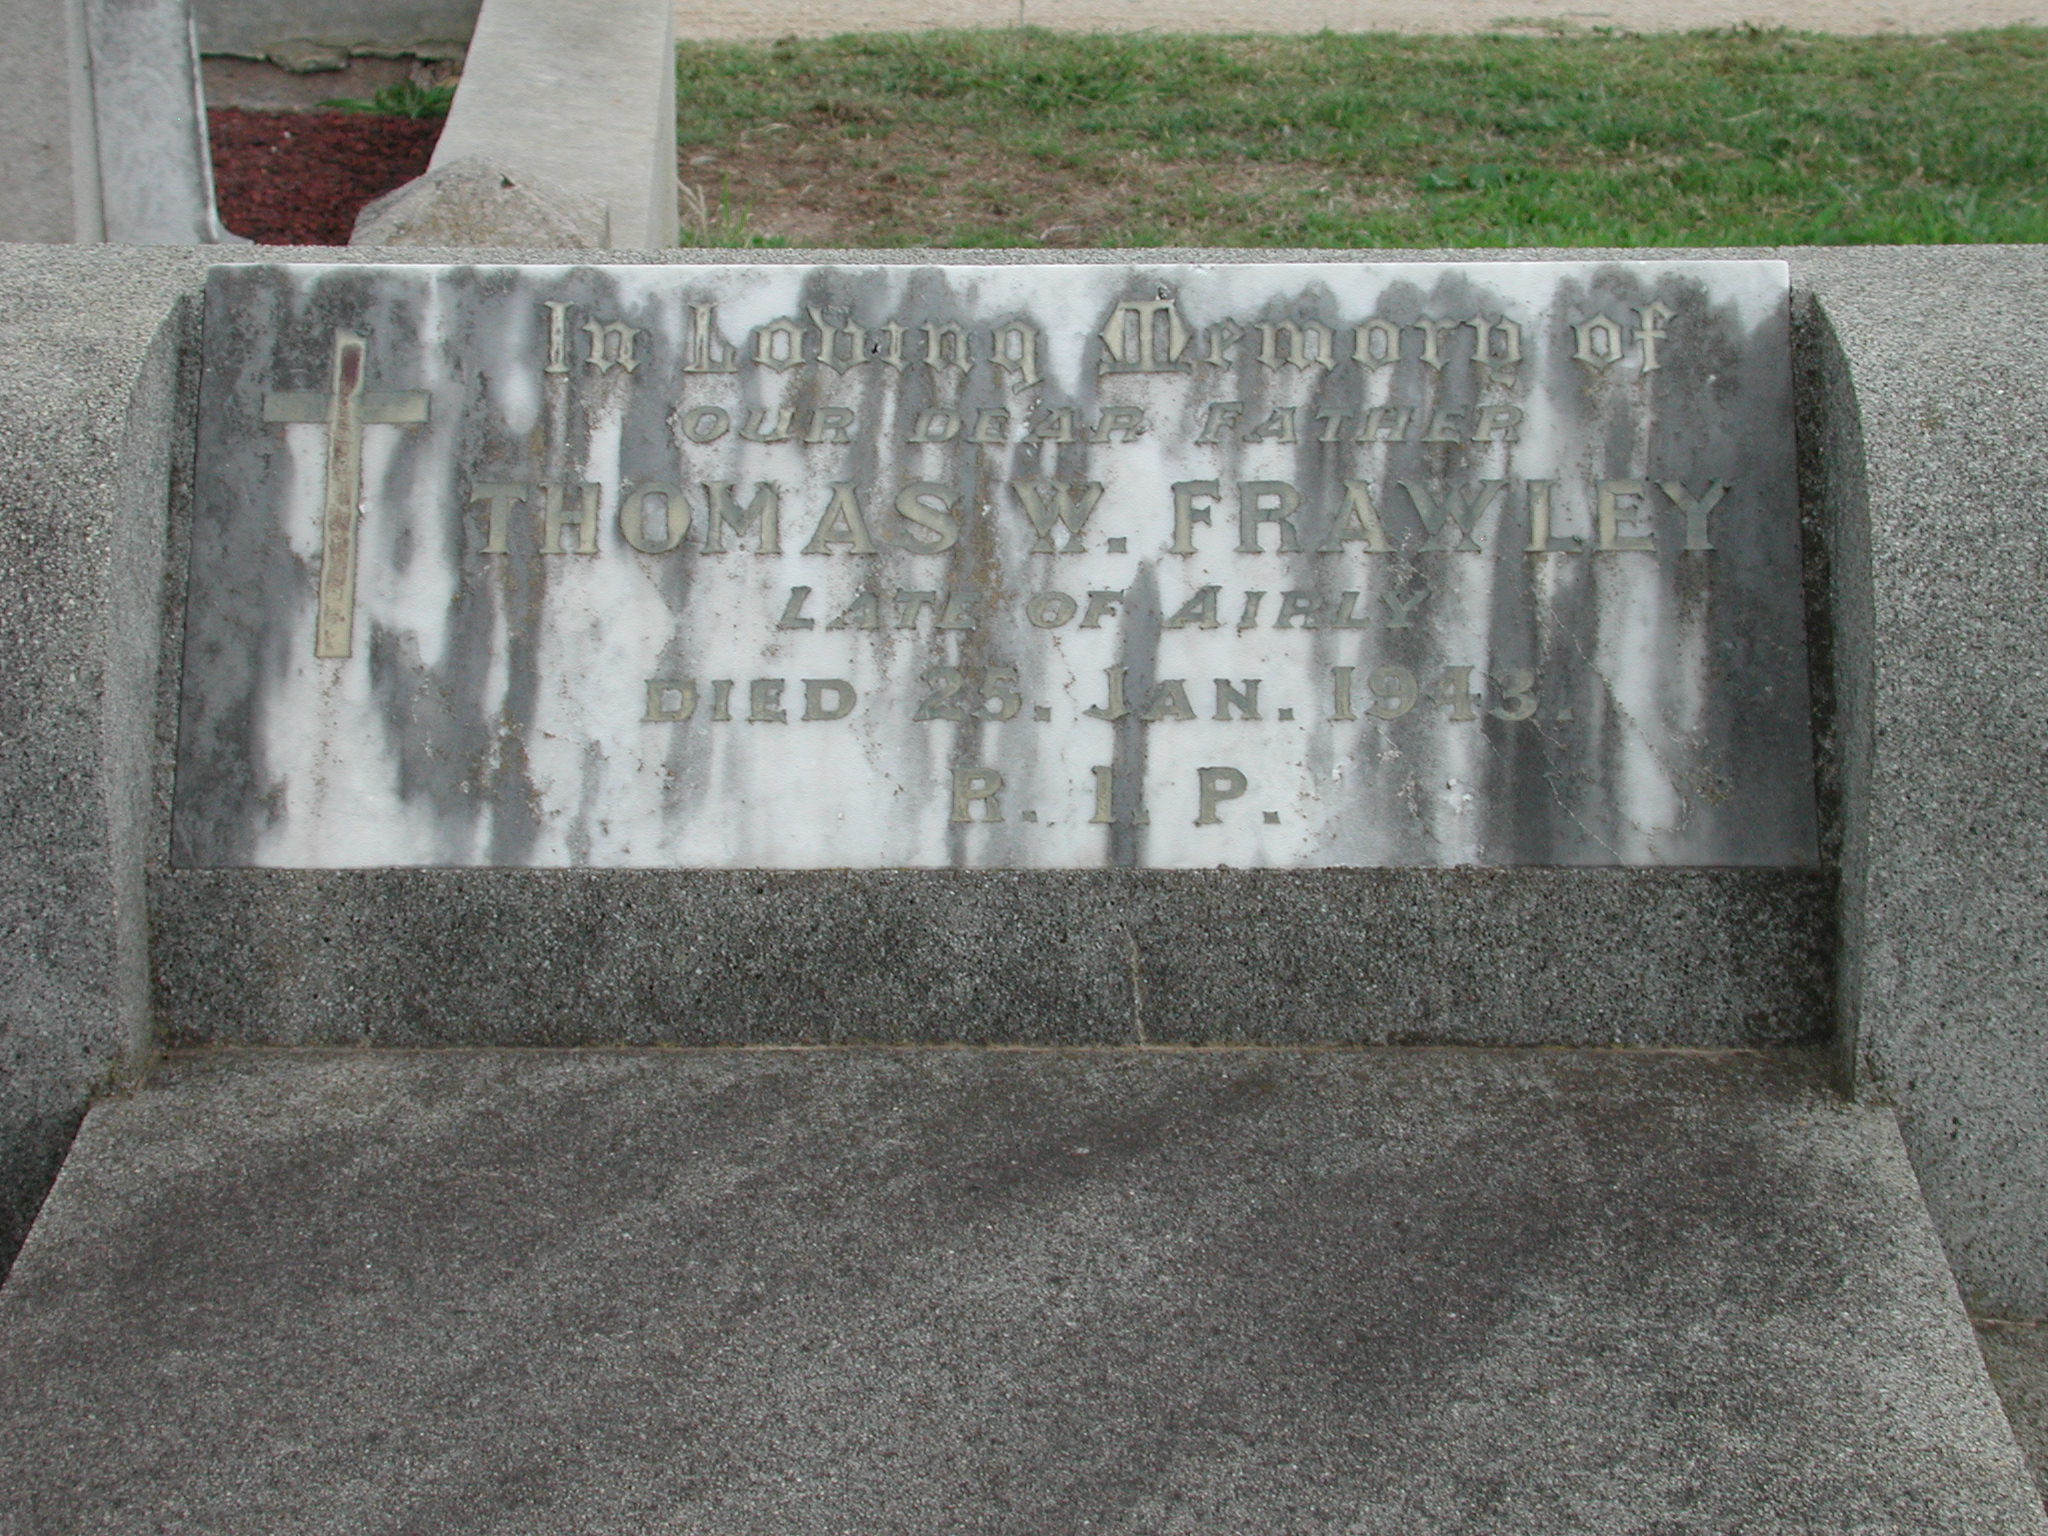 In Loving Memory of
OUR DEAR FATHER
THOMAS W. FRAWLEY
LATE OF AIRLY
DIED 25. JAN. 1943.
R. I. P.